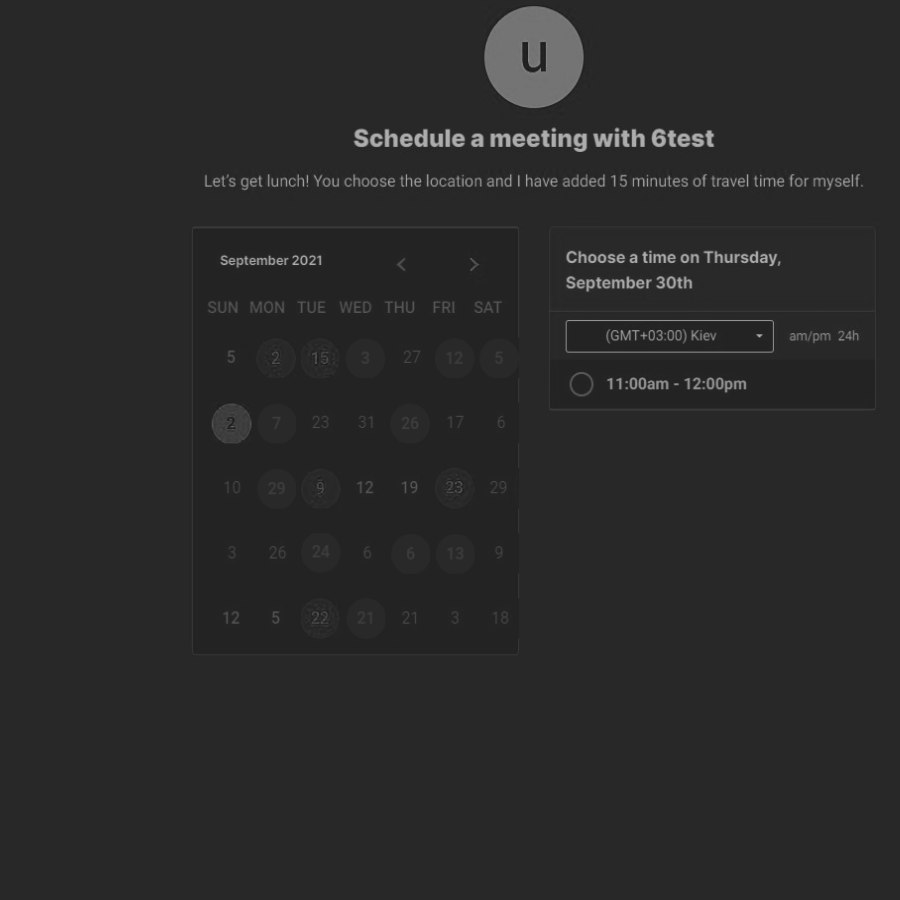 u
Schedule a meeting with 6test
Let's get lunch! You choose the location and I have added 15 minutes of travel time for myself.
September 2021
SUN MON TUE WED THU FRI SAT
5 2 15 3 27 12 5
2 7 23 31 26 17 6
10 29 9 12 19 23 29
3 26 24 6 6 13 9
12 5 22 21 21 3 18
Choose a time on Thursday,
September 30th
(GMT+03:00) Kiev am/pm 24h
11:00am - 12:00pm